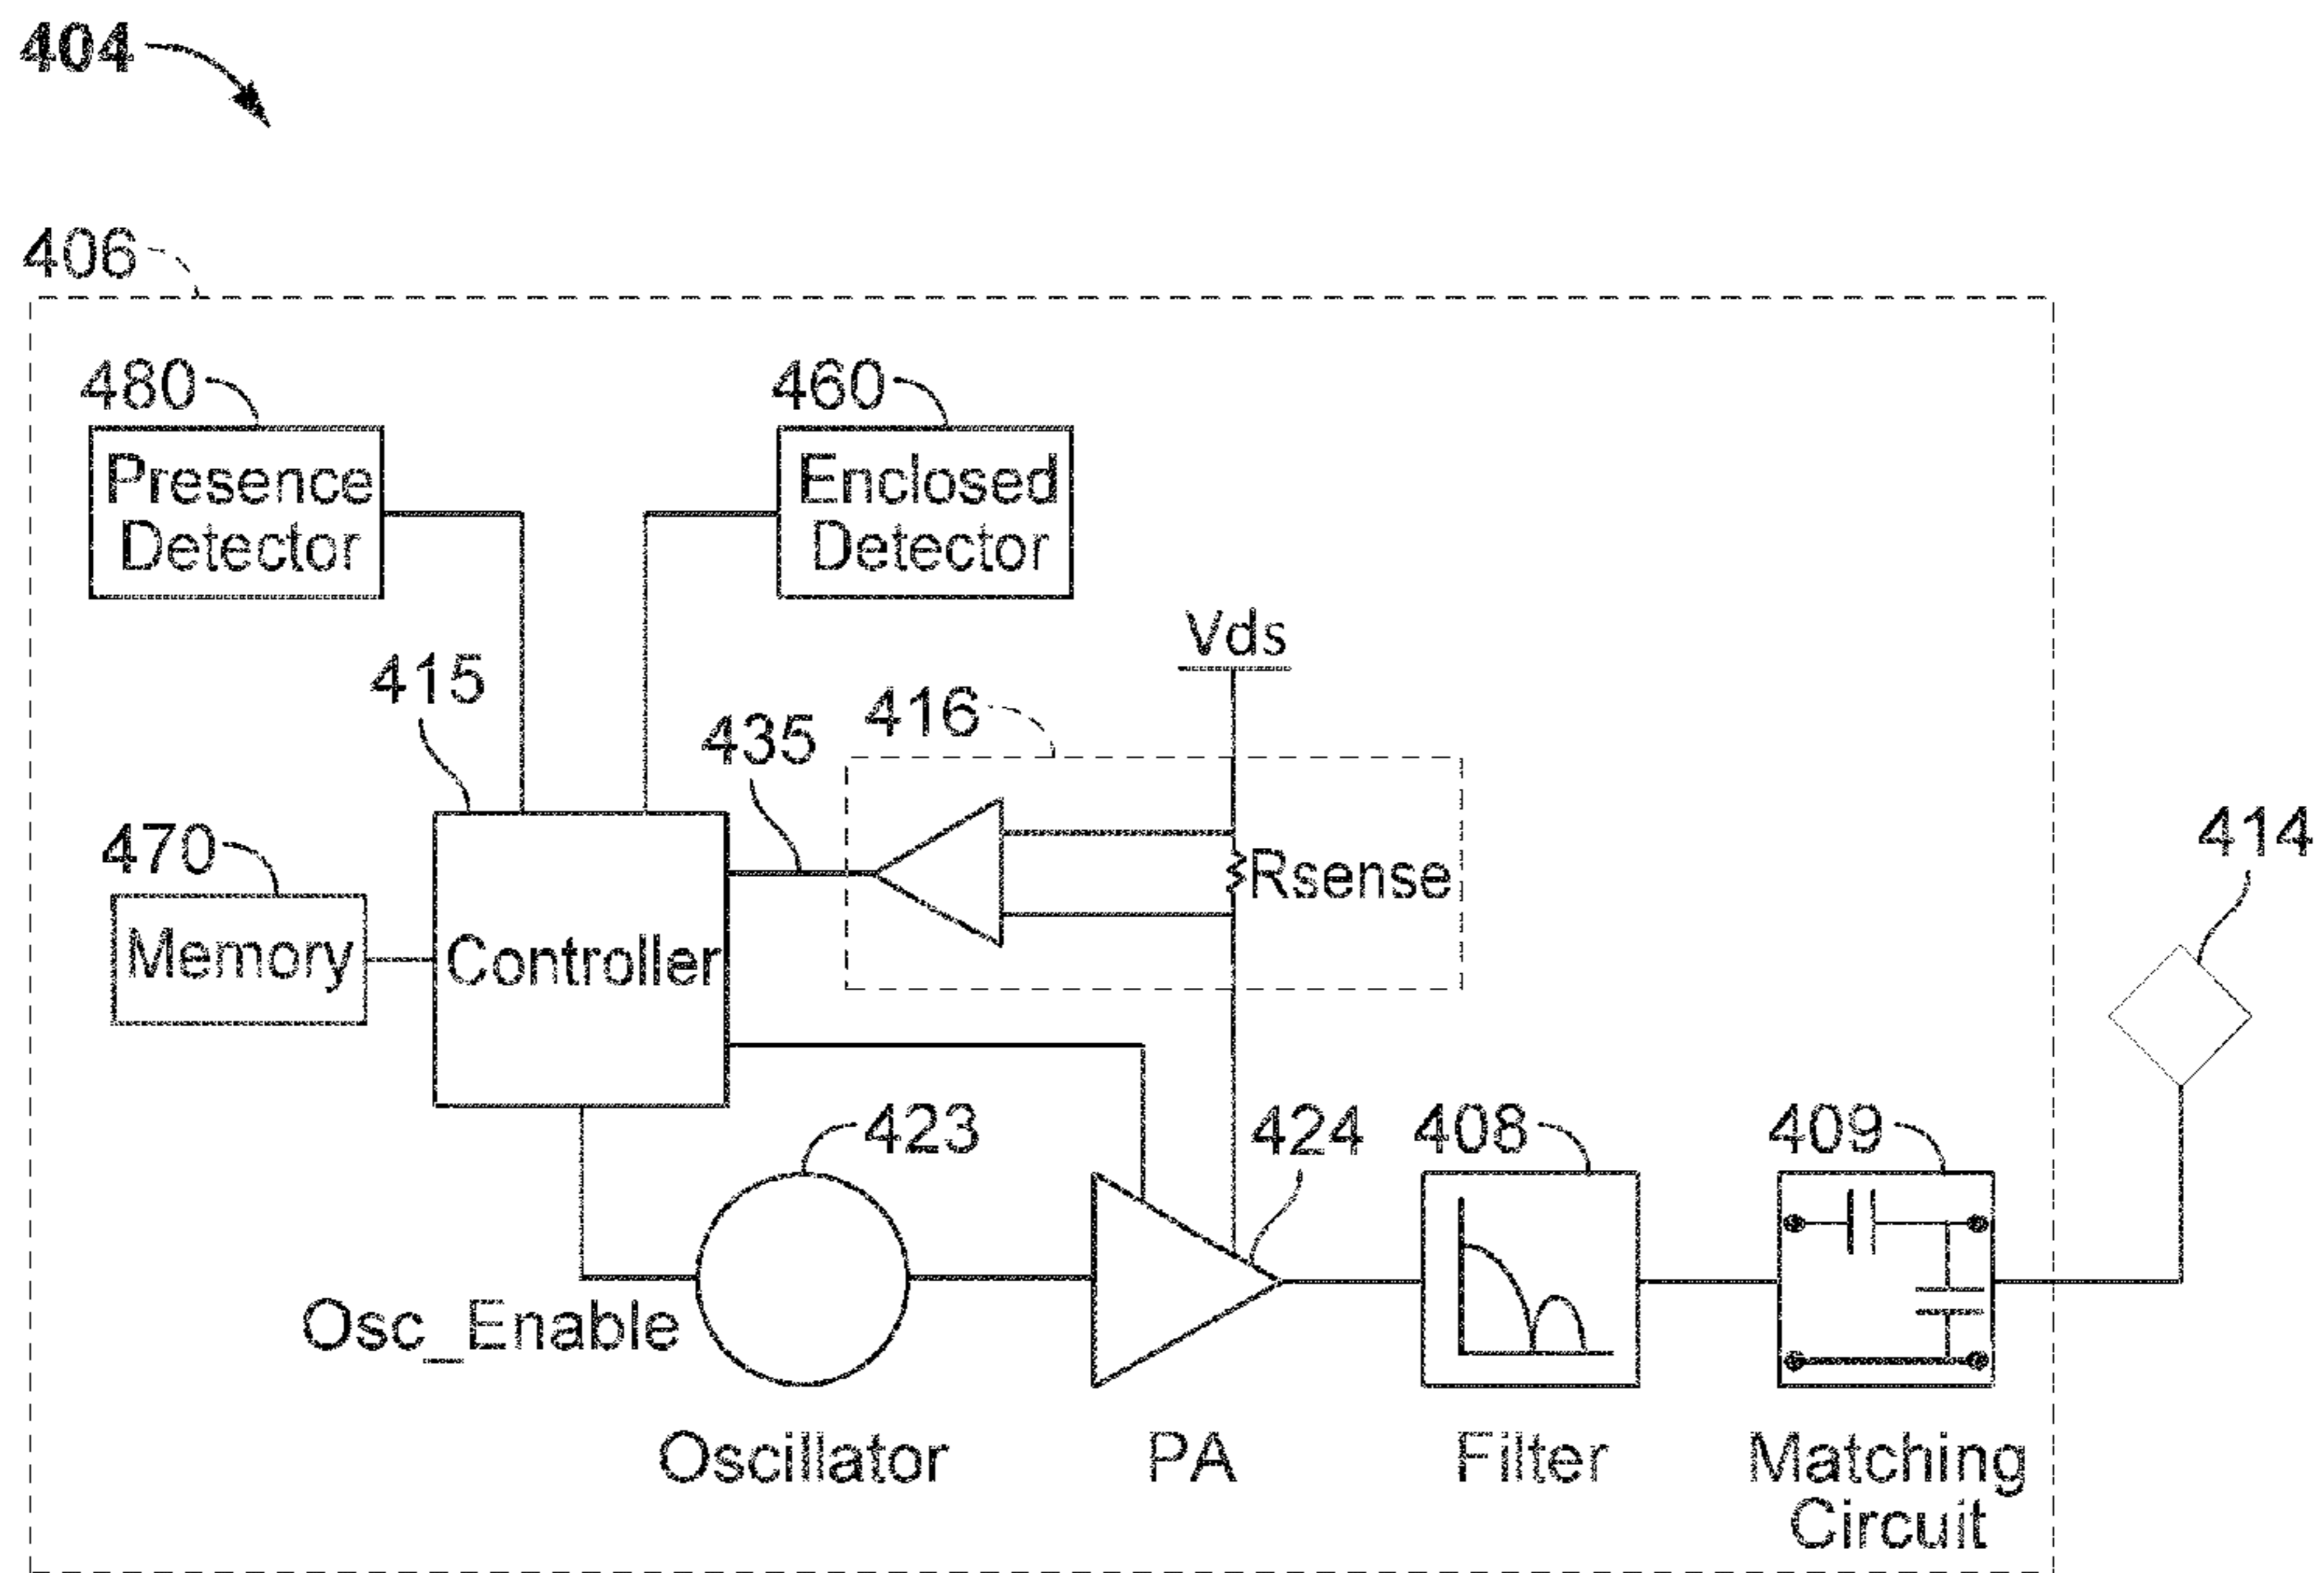 404
406
480
460
Presence
Detector
Enclosed
Detector
Vds
415
416
435
414
470
Rsense
Memory
Controller
423
424
408
409
Osc_Enable
Oscillator
PA
Filter
Matching
Circuit